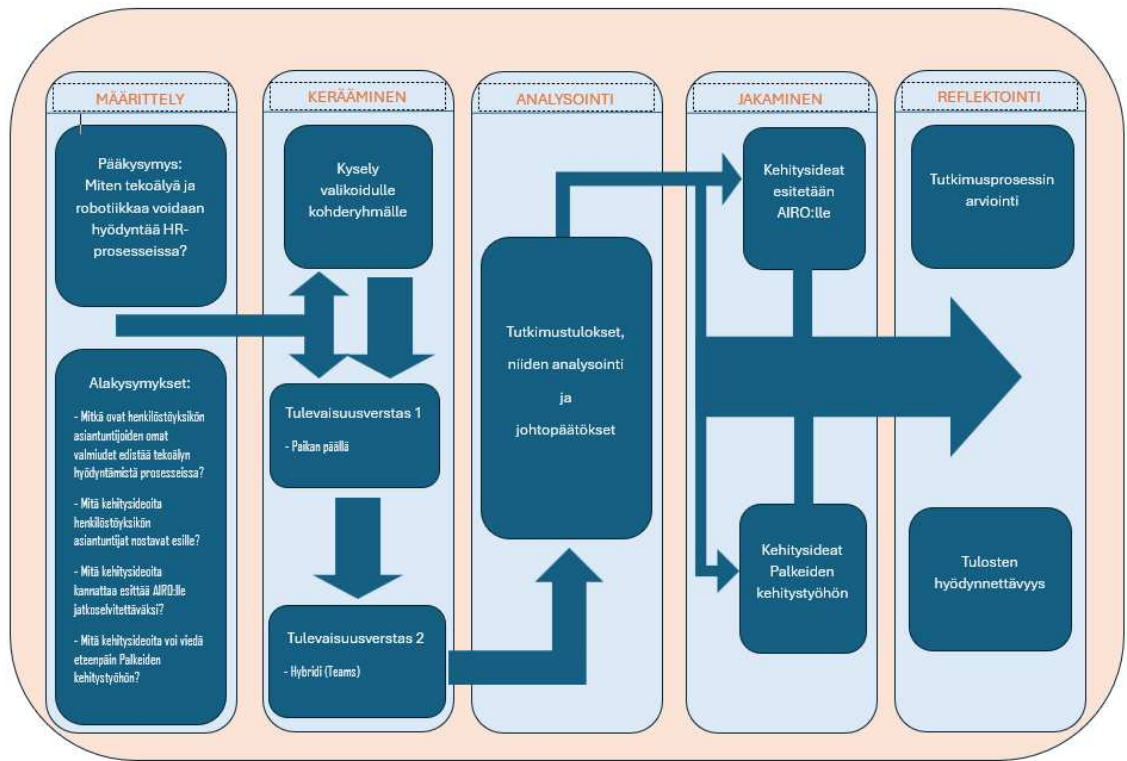 MÄÄRITTELY
Pääkysymys:
Miten tekoälyä ja
robotiikkaa voidaan
hyödyntää HR-
prosesseissa?
Alakysymykset:
- Mitkä ovat henkilöstöyksikön
asiantuntijoiden omat
valmiudet edistää tekoälyn
hyödyntämistä prosesseissa?
- Mitä kehitysideoita
henkilöstöyksikön
asiantuntijat nostavat esille?
- Mitä kehitysideoita
kannattaa esittää AIRO:lle
jatkoselvitettäväksi?
- Mitä kehitysideoita voi viedä
eteenpäin Palkeiden
kehitystyöhön?
KERÄÄMINEN
Kysely
valikoidulle
kohderyhmälle
Tulevaisuusverstas 1
- Paikan päällä
Tulevaisuusverstas 2
- Hybridi (Teams)
ANALYSOINTI
Tutkimustulokset,
niiden analysointi
ja
johtopäätökset
JAKAMINEN
Kehitysideat
esitetään
AIRO:lle
Kehitysideat
Palkeiden
kehitystyöhön
REFLEKTOINTI
Tutkimusprosessin
arviointi
Tulosten
hyödynnettävyys